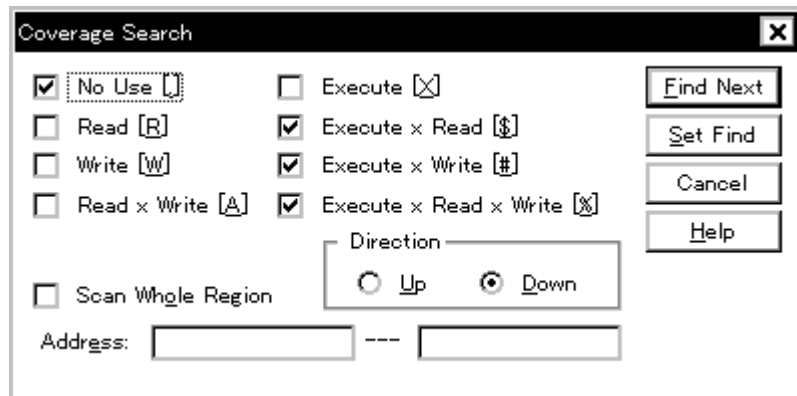 Coverage Search
No Use [.] Execute [X] Find Next
Read [R] Execute x Read [$] Set Find
Write [W] Execute x Write [#] Cancel
Read x Write [A] Execute x Read x Write [%] Help
Direction
Scan Whole Region Up Down
Address: ---